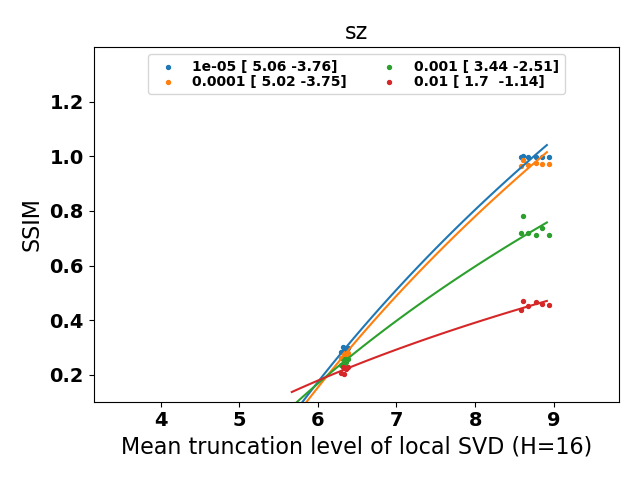 sz
1e-05 [ 5.06 -3.76]
0.0001 [ 5.02 -3.75]
0.001 [ 3.44 -2.51]
0.01 [ 1.7  -1.14]
SSIM
1.2
1.0
0.8
0.6
0.4
0.2
4 5 6 7 8 9
Mean truncation level of local SVD (H=16)